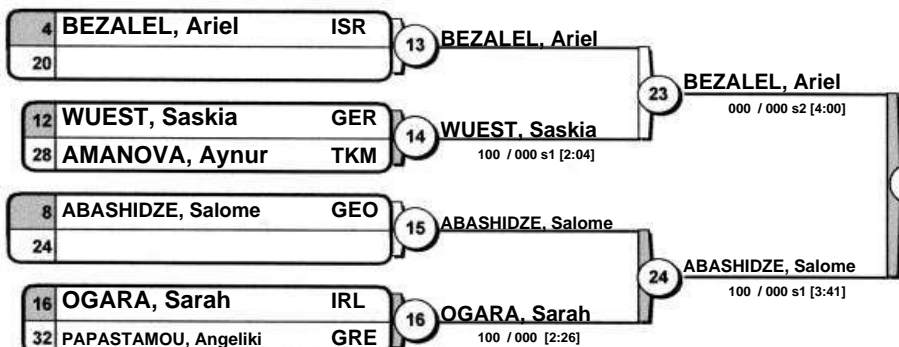 4 BEZALEL, Ariel ISR
20
13 BEZALEL, Ariel
12 WUEST, Saskia GER
28 AMANOVA, Aynur TKM
14 WUEST, Saskia
100 / 000 s1 [2:04]
23 BEZALEL, Ariel
000 / 000 s2 [4:00]
8 ABASHIDZE, Salome GEO
24
15 ABASHIDZE, Salome
16 OGARA, Sarah IRL
32 PAPASTAMOU, Angeliki GRE
16 OGARA, Sarah
100 / 000 [2:26]
24 ABASHIDZE, Salome
100 / 000 s1 [3:41]